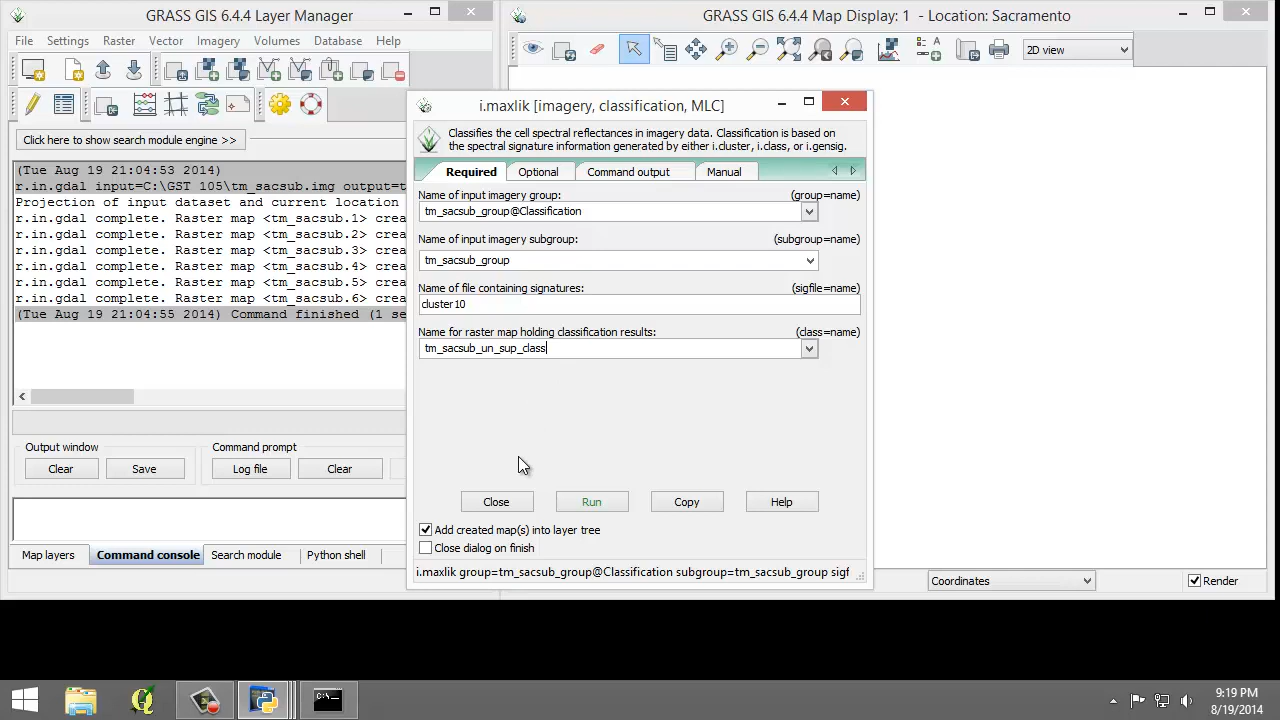 GRASS GIS 6.4.4 Layer Manager
File Settings Raster Vector Imagery Volumes Database Help
Click here to show search module engine >>
(Tue Aug 19 21:04:53 2014)
r.in.gdal input=C:\GST 105\tm_sacsub.img output=t
Projection of input dataset and current location
r.in.gdal complete. Raster map <tm_sacsub.1> crea
r.in.gdal complete. Raster map <tm_sacsub.2> crea
r.in.gdal complete. Raster map <tm_sacsub.3> crea
r.in.gdal complete. Raster map <tm_sacsub.4> crea
r.in.gdal complete. Raster map <tm_sacsub.5> crea
r.in.gdal complete. Raster map <tm_sacsub.6> crea
(Tue Aug 19 21:04:55 2014) Command finished (1 se
Output window
Clear Save
Command prompt
Log file Clear
Map layers Command console Search module Python shell
GRASS GIS 6.4.4 Map Display: 1 - Location: Sacramento
2D view
i.maxlik [imagery, classification, MLC]
Classifies the cell spectral reflectances in imagery data. Classification is based on
the spectral signature information generated by either i.cluster, i.class, or i.gensig.
Required Optional Command output Manual
Name of input imagery group: (group=name)
tm_sacsub_group@Classification
Name of input imagery subgroup: (subgroup=name)
tm_sacsub_group
Name of file containing signatures: (sigfile=name)
cluster10
Name for raster map holding classification results: (class=name)
tm_sacsub_un_sup_class
Close Run Copy Help
Add created map(s) into layer tree
Close dialog on finish
i.maxlik group=tm_sacsub_group@Classification subgroup=tm_sacsub_group sigf
Coordinates
Render
9:19 PM
8/19/2014